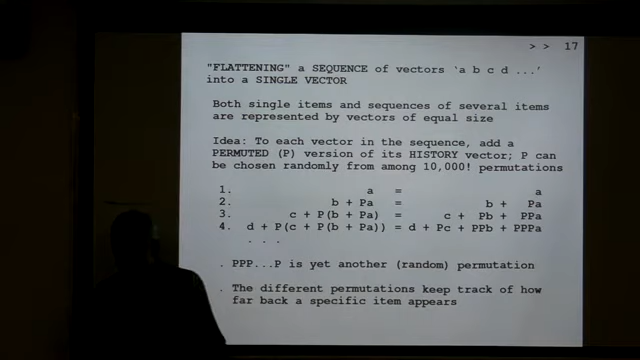 > > 17
"FLATTENING" a SEQUENCE of vectors `a b c d ...'
into a SINGLE VECTOR
Both single items and sequences of several items
are represented by vectors of equal size
Idea: To each vector in the sequence, add a
PERMUTED (P) version of its HISTORY vector; P can
be chosen randomly from among 10,000! permutations
1. a = a
2. b + Pa = b + Pa
3. c + P(b + Pa) = c + Pb + PPa
4. d + P(c + P(b + Pa)) = d + Pc + PPb + PPPa
. . .
. PPP...P is yet another (random) permutation
. The different permutations keep track of how
far back a specific item appears